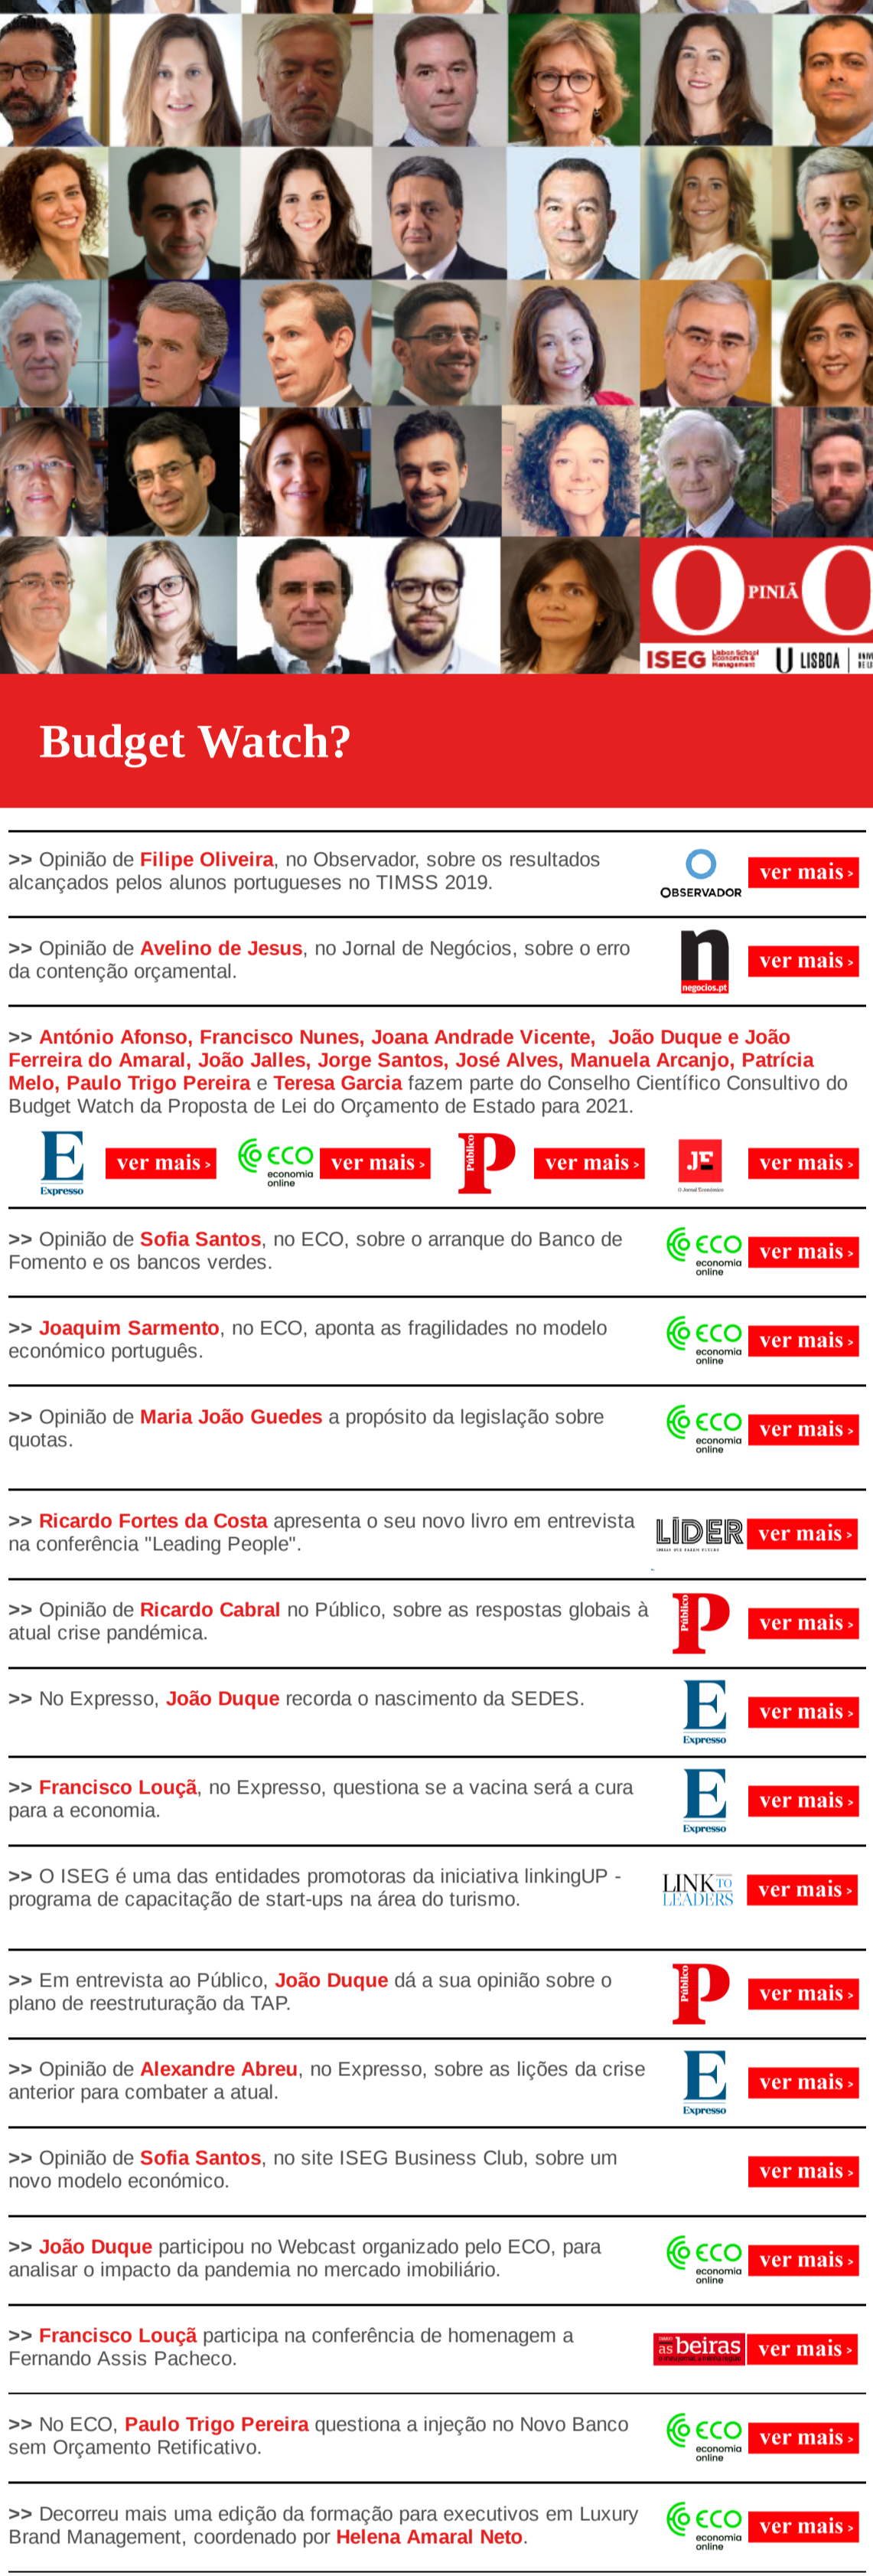 OPINIÃO
ISEG Lisbon School Economics & Management
U LISBOA
Budget Watch?
>> Opinião de Filipe Oliveira, no Observador, sobre os resultados
alcançados pelos alunos portugueses no TIMSS 2019.
OBSERVADOR
ver mais >
>> Opinião de Avelino de Jesus, no Jornal de Negócios, sobre o erro
da contenção orçamental.
n
negocios.pt
ver mais >
>> António Afonso, Francisco Nunes, Joana Andrade Vicente, João Duque e João
Ferreira do Amaral, João Jalles, Jorge Santos, José Alves, Manuela Arcanjo, Patrícia
Melo, Paulo Trigo Pereira e Teresa Garcia fazem parte do Conselho Científico Consultivo do
Budget Watch da Proposta de Lei do Orçamento de Estado para 2021.
E
Expresso
ver mais >
ECO
economia
online
ver mais >
P
Público
ver mais >
JE
O Jornal Económico
ver mais >
>> Opinião de Sofia Santos, no ECO, sobre o arranque do Banco de
Fomento e os bancos verdes.
ECO
economia
online
ver mais >
>> Joaquim Sarmento, no ECO, aponta as fragilidades no modelo
económico português.
ECO
economia
online
ver mais >
>> Opinião de Maria João Guedes a propósito da legislação sobre
quotas.
ECO
economia
online
ver mais >
>> Ricardo Fortes da Costa apresenta o seu novo livro em entrevista
na conferência "Leading People".
LÍDER
ver mais >
>> Opinião de Ricardo Cabral no Público, sobre as respostas globais à
atual crise pandémica.
P
Público
ver mais >
>> No Expresso, João Duque recorda o nascimento da SEDES.
E
Expresso
ver mais >
>> Francisco Louçã, no Expresso, questiona se a vacina será a cura
para a economia.
E
Expresso
ver mais >
>> O ISEG é uma das entidades promotoras da iniciativa linkingUP -
programa de capacitação de start-ups na área do turismo.
LINK TO
LEADERS
ver mais >
>> Em entrevista ao Público, João Duque dá a sua opinião sobre o
plano de reestruturação da TAP.
P
Público
ver mais >
>> Opinião de Alexandre Abreu, no Expresso, sobre as lições da crise
anterior para combater a atual.
E
Expresso
ver mais >
>> Opinião de Sofia Santos, no site ISEG Business Club, sobre um
novo modelo económico.
ver mais >
>> João Duque participou no Webcast organizado pelo ECO, para
analisar o impacto da pandemia no mercado imobiliário.
ECO
economia
online
ver mais >
>> Francisco Louçã participa na conferência de homenagem a
Fernando Assis Pacheco.
as beiras
ver mais >
>> No ECO, Paulo Trigo Pereira questiona a injeção no Novo Banco
sem Orçamento Retificativo.
ECO
economia
online
ver mais >
>> Decorreu mais uma edição da formação para executivos em Luxury
Brand Management, coordenado por Helena Amaral Neto.
ECO
economia
online
ver mais >